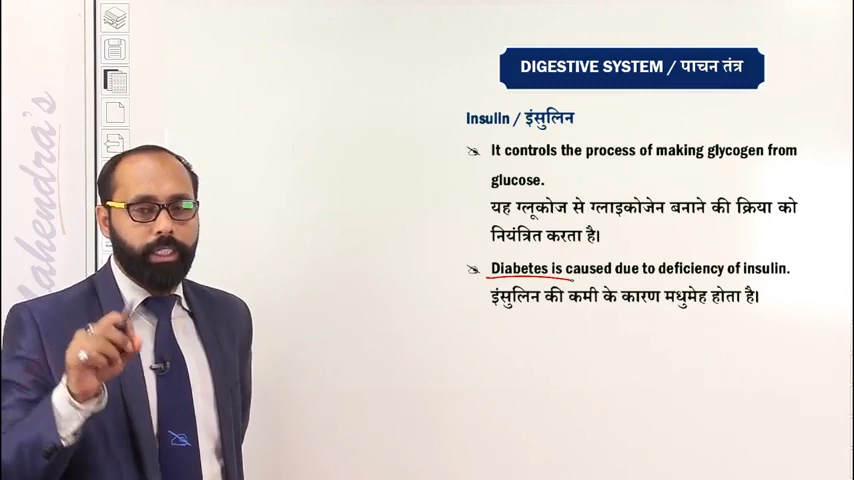 Mahendra's
DIGESTIVE SYSTEM / पाचन तंत्र
Insulin / इंसुलिन
It controls the process of making glycogen from
glucose.
यह ग्लूकोज से ग्लाइकोजेन बनाने की क्रिया को
नियंत्रित करता है।
Diabetes is caused due to deficiency of insulin.
इंसुलिन की कमी के कारण मधुमेह होता है।